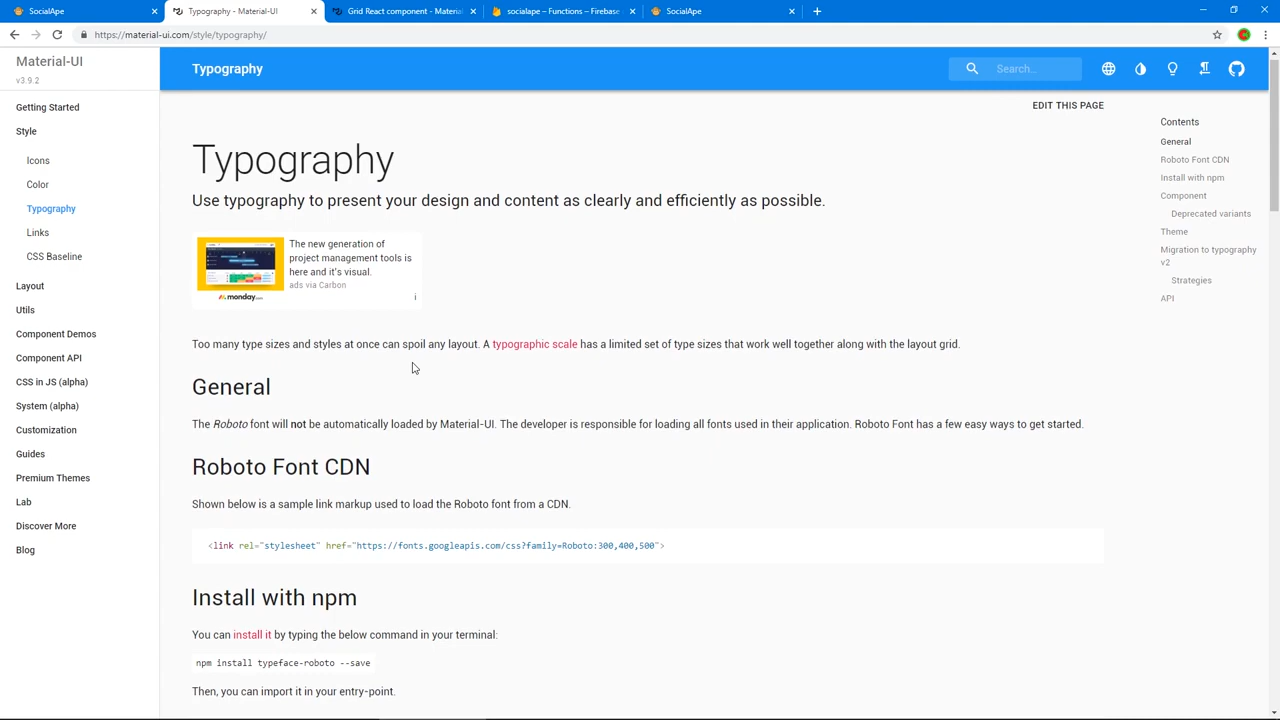 SocialApe
Typography - Material-UI
Grid React component - Material-
socialape – Functions – Firebase
SocialApe
https://material-ui.com/style/typography/
Material-UI
v3.9.2
Getting Started
Style
Icons
Color
Typography
Links
CSS Baseline
Layout
Utils
Component Demos
Component API
CSS in JS (alpha)
System (alpha)
Customization
Guides
Premium Themes
Lab
Discover More
Blog
Typography
Search...
EDIT THIS PAGE
Typography
Use typography to present your design and content as clearly and efficiently as possible.
The new generation of
project management tools is
here and it's visual.
ads via Carbon
monday.com
i
Too many type sizes and styles at once can spoil any layout. A typographic scale has a limited set of type sizes that work well together along with the layout grid.
General
The Roboto font will not be automatically loaded by Material-UI. The developer is responsible for loading all fonts used in their application. Roboto Font has a few easy ways to get started.
Roboto Font CDN
Shown below is a sample link markup used to load the Roboto font from a CDN.
<link rel="stylesheet" href="https://fonts.googleapis.com/css?family=Roboto:300,400,500">
Install with npm
You can install it by typing the below command in your terminal:
npm install typeface-roboto --save
Then, you can import it in your entry-point.
Contents
General
Roboto Font CDN
Install with npm
Component
Deprecated variants
Theme
Migration to typography
v2
Strategies
API